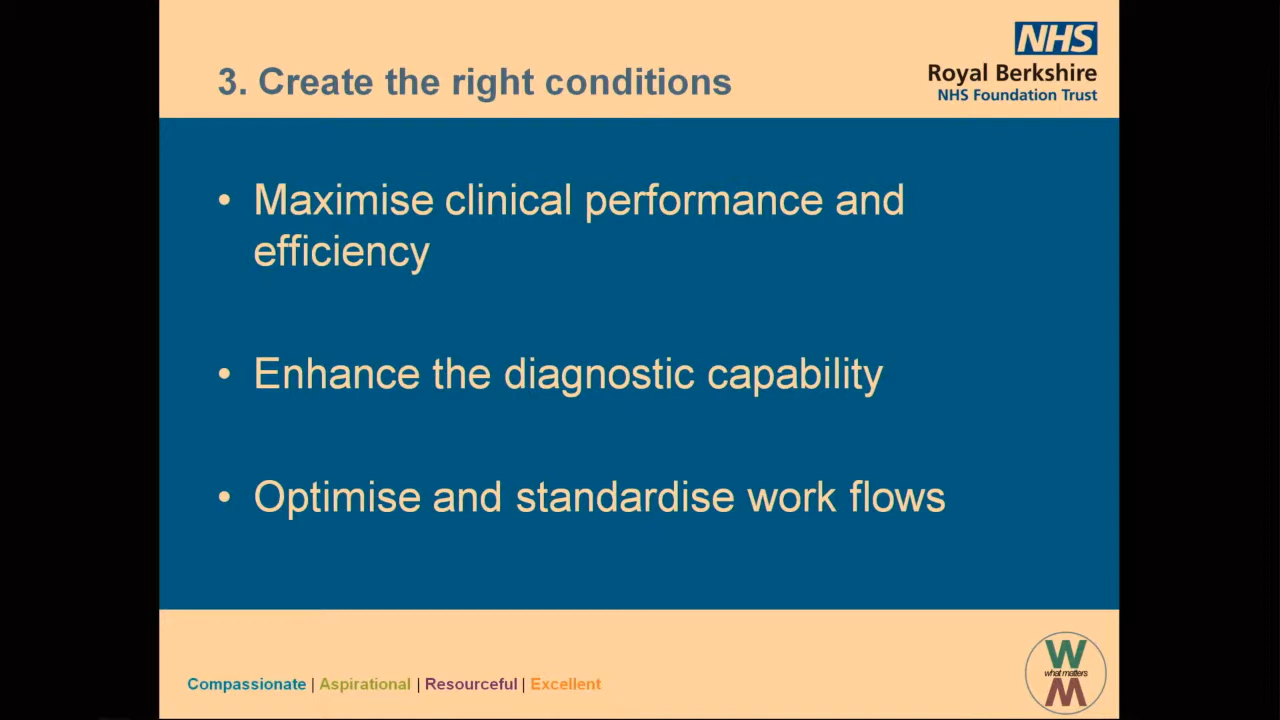 NHS
3. Create the right conditions
Royal Berkshire
NHS Foundation Trust
• Maximise clinical performance and
efficiency
• Enhance the diagnostic capability
• Optimise and standardise work flows
W
what matters
M
Compassionate | Aspirational | Resourceful | Excellent